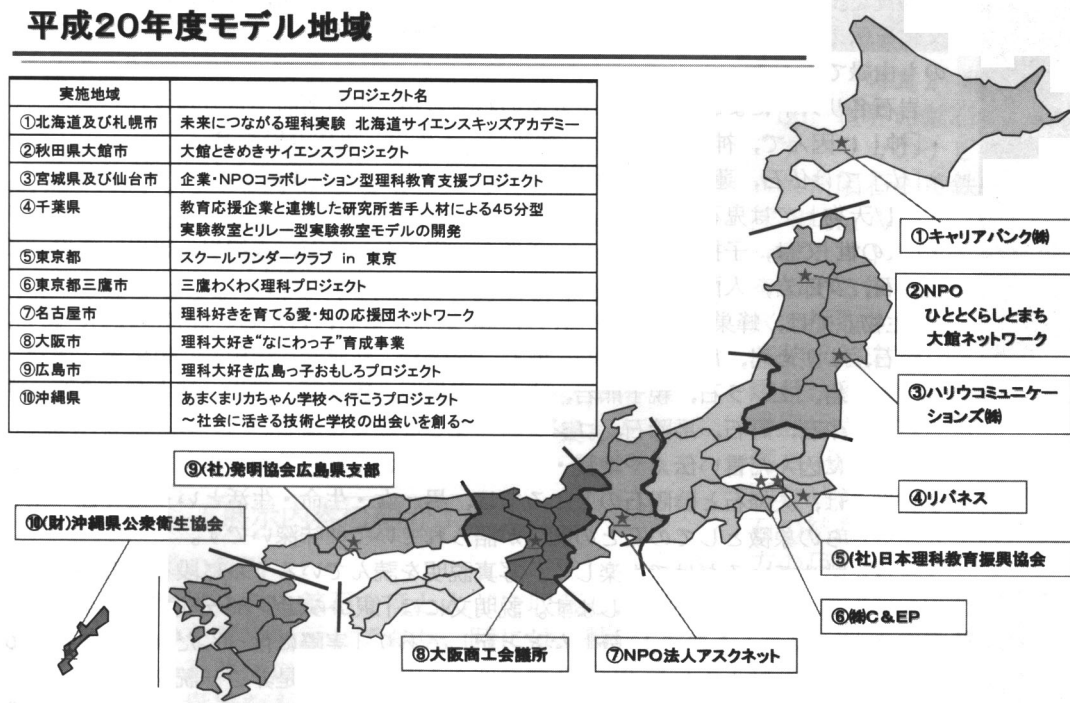 平成20年度モデル地域
実施地域 プロジェクト名
①北海道及び札幌市 未来につながる理科実験 北海道サイエンスキッズアカデミー
②秋田県大館市 大館ときめきサイエンスプロジェクト
③宮城県及び仙台市 企業・NPOコラボレーション型理科教育支援プロジェクト
④千葉県 教育応援企業と連携した研究所若手人材による45分型
実験教室とリレー型実験教室モデルの開発
⑤東京都 スクールワンダークラブ in 東京
⑥東京都三鷹市 三鷹わくわく理科プロジェクト
⑦名古屋市 理科好きを育てる愛・知の応援団ネットワーク
⑧大阪市 理科大好き“なにわっ子”育成事業
⑨広島市 理科大好き広島っ子おもしろプロジェクト
⑩沖縄県 あまくまリカちゃん学校へ行こうプロジェクト
~社会に活きる技術と学校の出会いを創る~
①キャリアバンク㈱
②NPO
ひととくらしとまち
大館ネットワーク
③ハリウコミュニケー
ションズ㈱
④リバネス
⑤(社)日本理科教育振興協会
⑥㈱C&EP
⑦NPO法人アスクネット
⑧大阪商工会議所
⑨(社)発明協会広島県支部
⑩(財)沖縄県公衆衛生協会